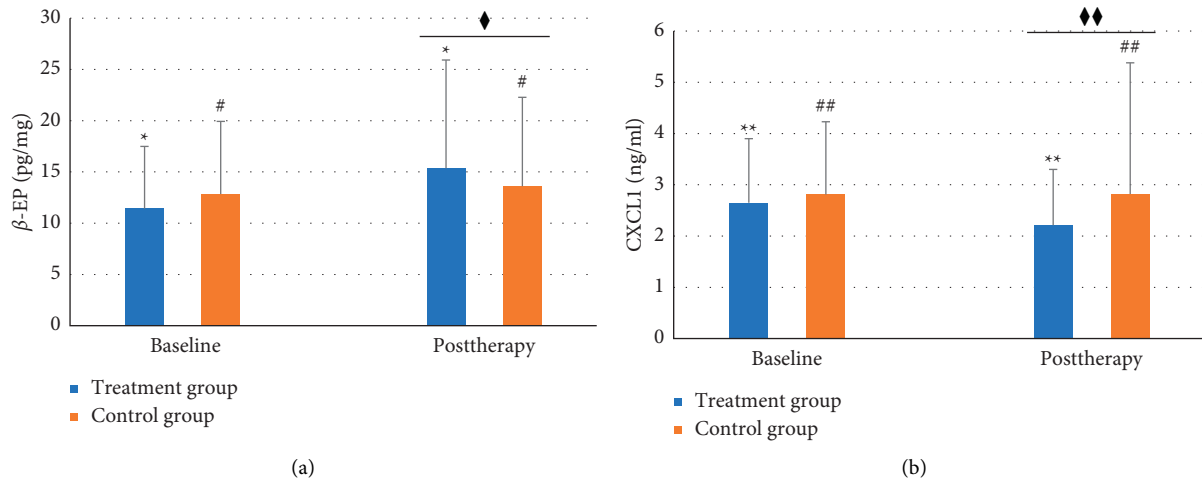 30
25
20
15
10
5
0
β-EP (pg/mg)
♦
*
#
*
#
Baseline
Posttherapy
Treatment group
Control group
(a)
6
5
4
3
2
1
0
CXCL1 (ng/ml)
♦♦
**
##
**
##
Baseline
Posttherapy
Treatment group
Control group
(b)